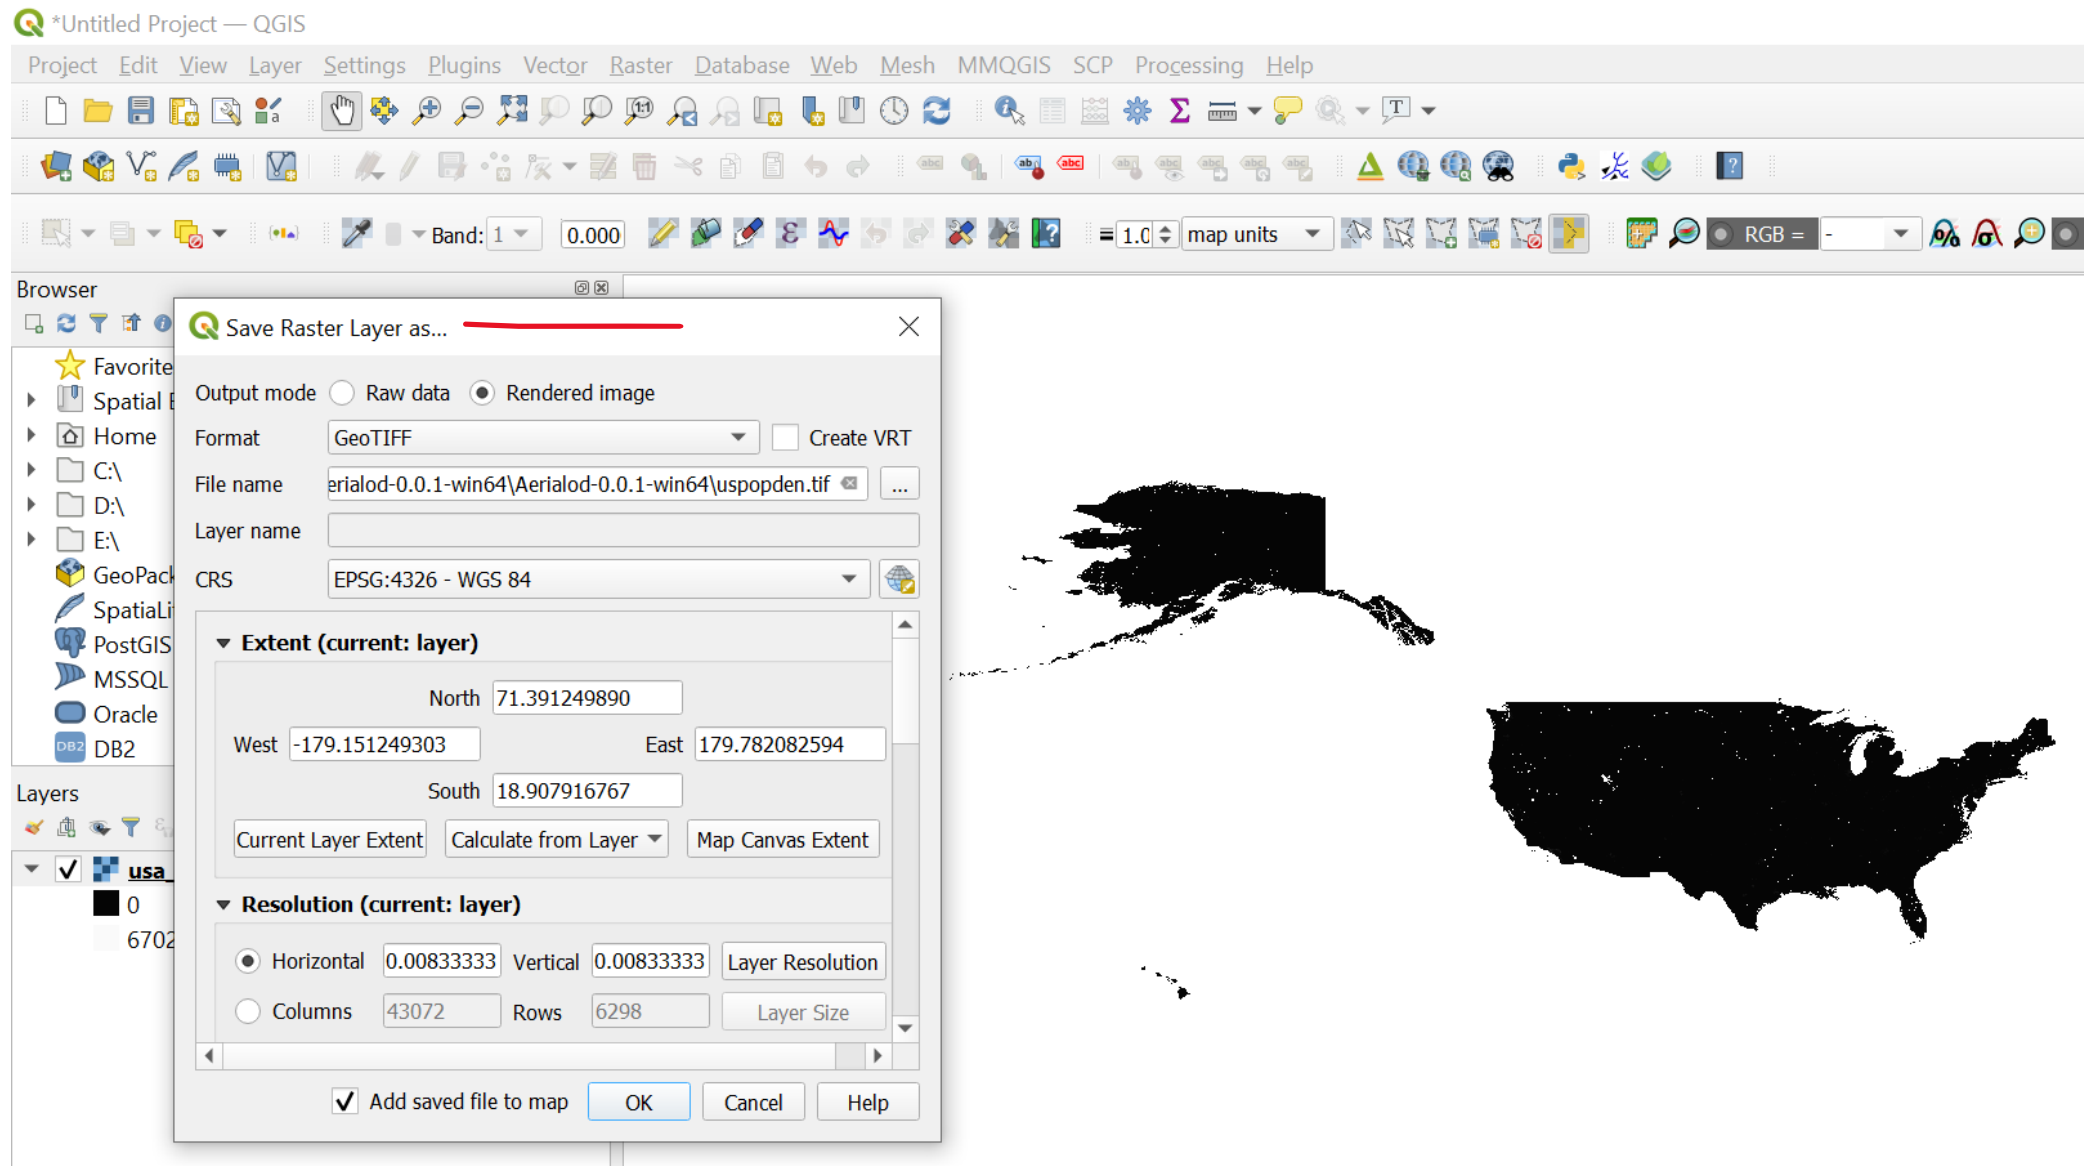 *Untitled Project — QGIS
Project Edit View Layer Settings Plugins Vector Raster Database Web Mesh MMQGIS SCP Processing Help
Band: 1 0.000 1.0 map units RGB = -
Browser
Save Raster Layer as...
Favorite
Spatial
Home
C:\
D:\
E:\
GeoPack
SpatiaLi
PostGIS
MSSQL
Oracle
DB2 DB2
Output mode Raw data Rendered image
Format GeoTIFF Create VRT
File name erialod-0.0.1-win64\Aerialod-0.0.1-win64\uspopden.tif ...
Layer name
CRS EPSG:4326 - WGS 84
Extent (current: layer)
North 71.391249890
West -179.151249303 East 179.782082594
South 18.907916767
Current Layer Extent Calculate from Layer Map Canvas Extent
Resolution (current: layer)
Horizontal 0.00833333 Vertical 0.00833333 Layer Resolution
Columns 43072 Rows 6298 Layer Size
Add saved file to map OK Cancel Help
Layers
usa_
0
6702